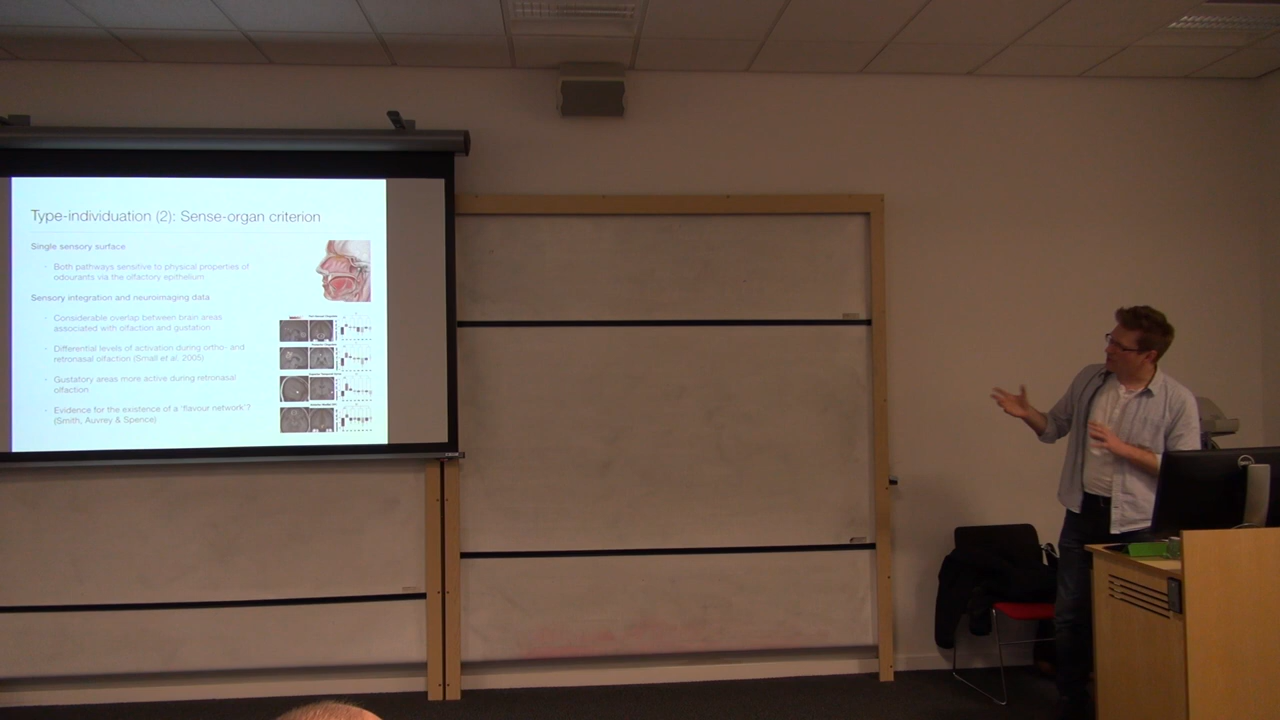 Type-individuation (2): Sense-organ criterion
Single sensory surface
· Both pathways sensitive to physical properties of
odourants via the olfactory epithelium
Sensory integration and neuroimaging data
· Considerable overlap between brain areas
associated with olfaction and gustation
· Differential levels of activation during ortho- and
retronasal olfaction (Small et al. 2005)
· Gustatory areas more active during retronasal
olfaction
· Evidence for the existence of a "flavour network"?
(Smith, Auvrey & Spence)